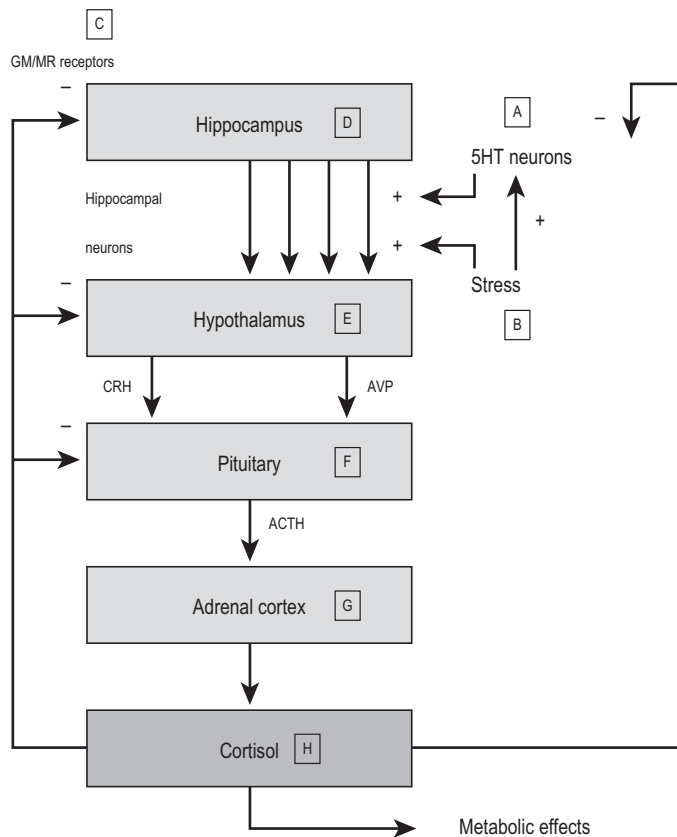 C
GM/MR receptors
–
Hippocampus D
A
–
5HT neurons
Hippocampal
+
+
neurons
+
Stress
–
Hypothalamus E
B
CRH
AVP
–
Pituitary F
ACTH
Adrenal cortex G
Cortisol H
Metabolic effects